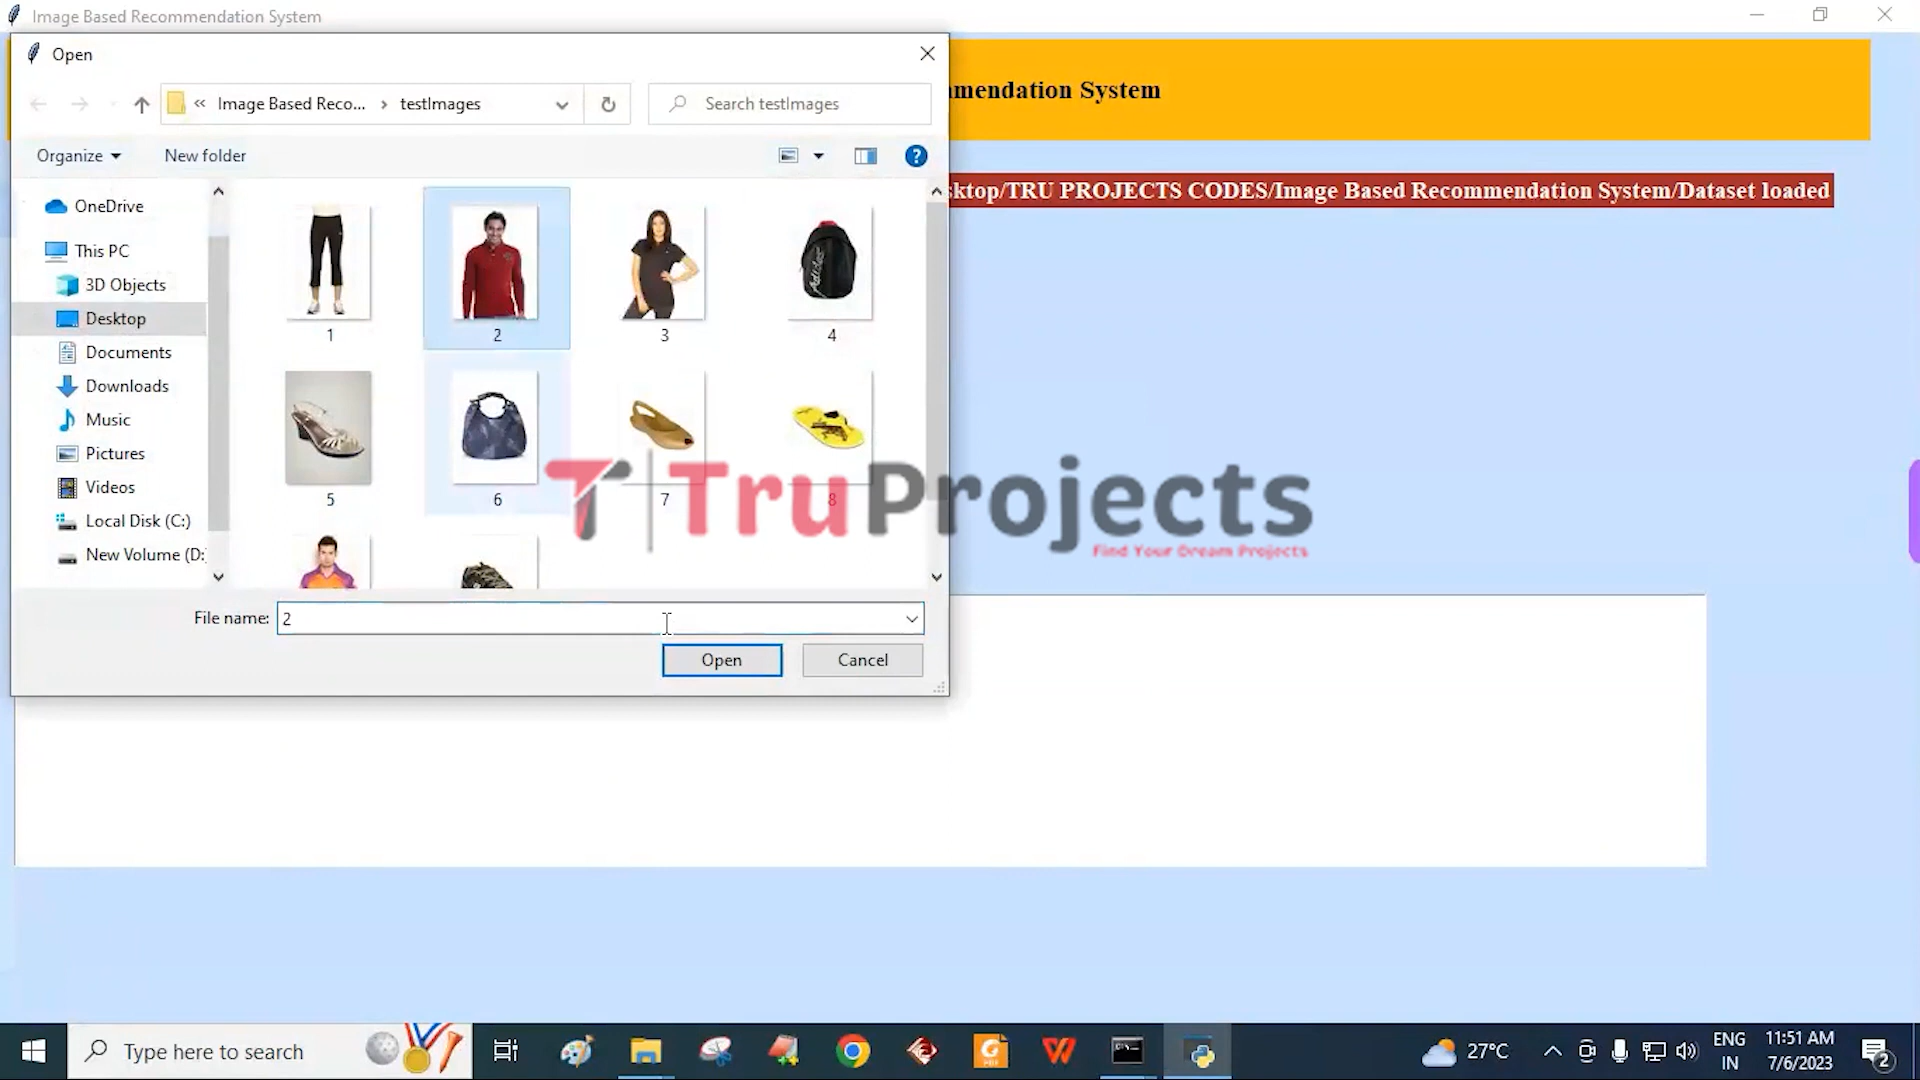 Image Based Recommendation System
Open
mendation System
« Image Based Reco... › testImages
Search testImages
Organize
New folder
sktop/TRU PROJECTS CODES/Image Based Recommendation System/Dataset loaded
OneDrive
This PC
3D Objects
Desktop
Documents
Downloads
Music
Pictures
Videos
Local Disk (C:)
New Volume (D:
1
2
3
4
5
6
7
8
Adidas
TruProjects
Find Your Dream Projects
File name: 2
Open
Cancel
Type here to search
27°C
ENG
IN
11:51 AM
7/6/2023
2